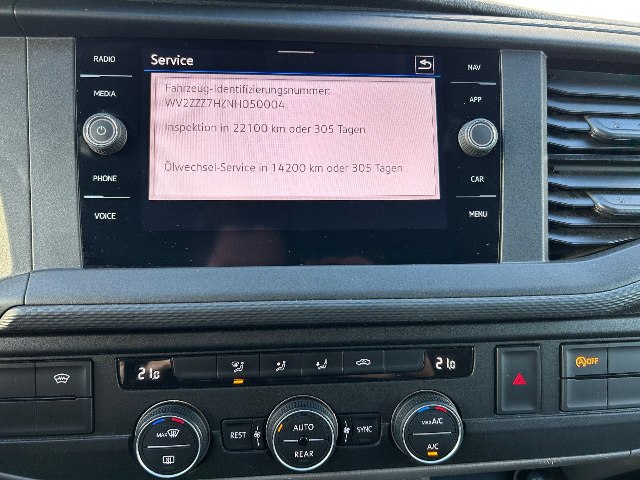 RADIO
MEDIA
PHONE
VOICE
Service
Fahrzeug-Identifizierungsnummer:
WV2ZZZ7HZNH050004
Inspektion in 22100 km oder 305 Tagen
Ölwechsel-Service in 14200 km oder 305 Tagen
NAV
APP
CAR
MENU
21.0
21.0
OFF
MAX
REST
AUTO
REAR
SYNC
MAX A/C
A/C